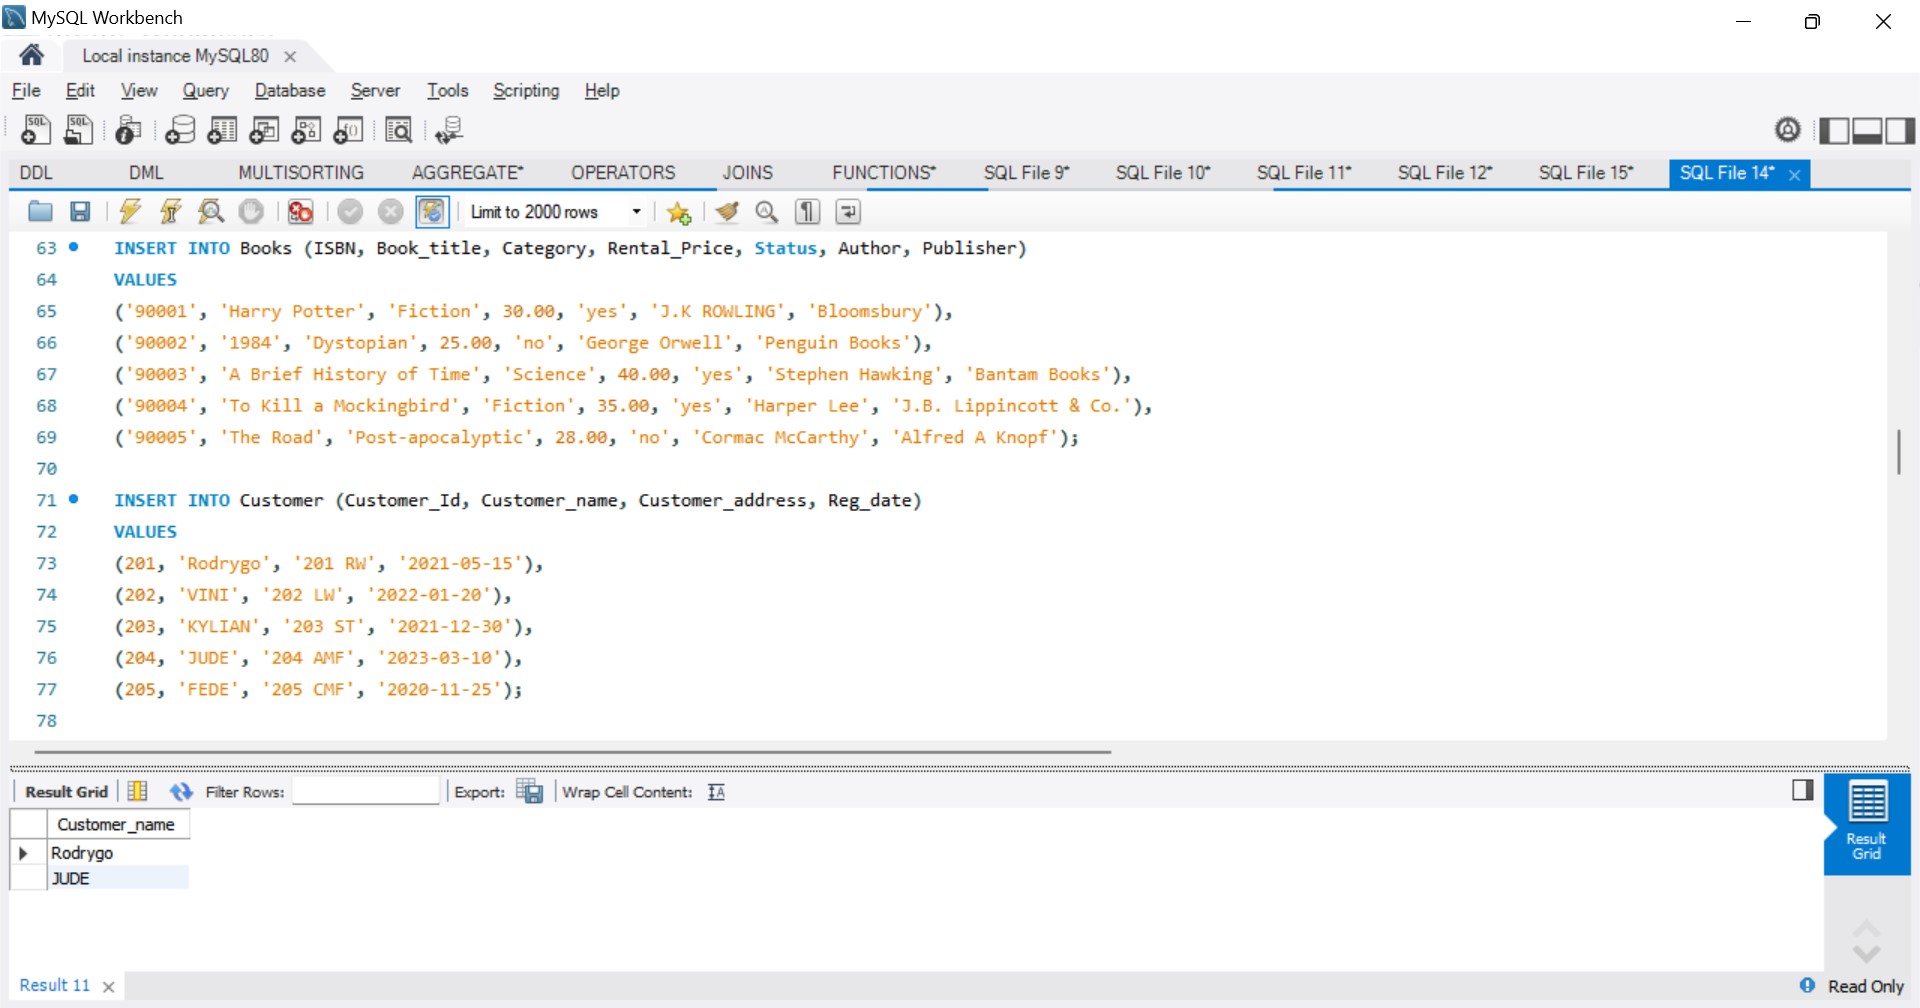 MySQL Workbench
Local instance MySQL80
File Edit View Query Database Server Tools Scripting Help
DDL DML MULTISORTING AGGREGATE* OPERATORS JOINS FUNCTIONS* SQL File 9* SQL File 10* SQL File 11* SQL File 12* SQL File 15* SQL File 14*
Limit to 2000 rows
63 INSERT INTO Books (ISBN, Book_title, Category, Rental_Price, Status, Author, Publisher)
64 VALUES
65 ('90001', 'Harry Potter', 'Fiction', 30.00, 'yes', 'J.K ROWLING', 'Bloomsbury'),
66 ('90002', '1984', 'Dystopian', 25.00, 'no', 'George Orwell', 'Penguin Books'),
67 ('90003', 'A Brief History of Time', 'Science', 40.00, 'yes', 'Stephen Hawking', 'Bantam Books'),
68 ('90004', 'To Kill a Mockingbird', 'Fiction', 35.00, 'yes', 'Harper Lee', 'J.B. Lippincott & Co.'),
69 ('90005', 'The Road', 'Post-apocalyptic', 28.00, 'no', 'Cormac McCarthy', 'Alfred A Knopf');
70
71 INSERT INTO Customer (Customer_Id, Customer_name, Customer_address, Reg_date)
72 VALUES
73 (201, 'Rodrygo', '201 RW', '2021-05-15'),
74 (202, 'VINI', '202 LW', '2022-01-20'),
75 (203, 'KYLIAN', '203 ST', '2021-12-30'),
76 (204, 'JUDE', '204 AMF', '2023-03-10'),
77 (205, 'FEDE', '205 CMF', '2020-11-25');
78
Result Grid Filter Rows: Export: Wrap Cell Content:
Customer_name
Rodrygo
JUDE
Result
Grid
Result 11
Read Only